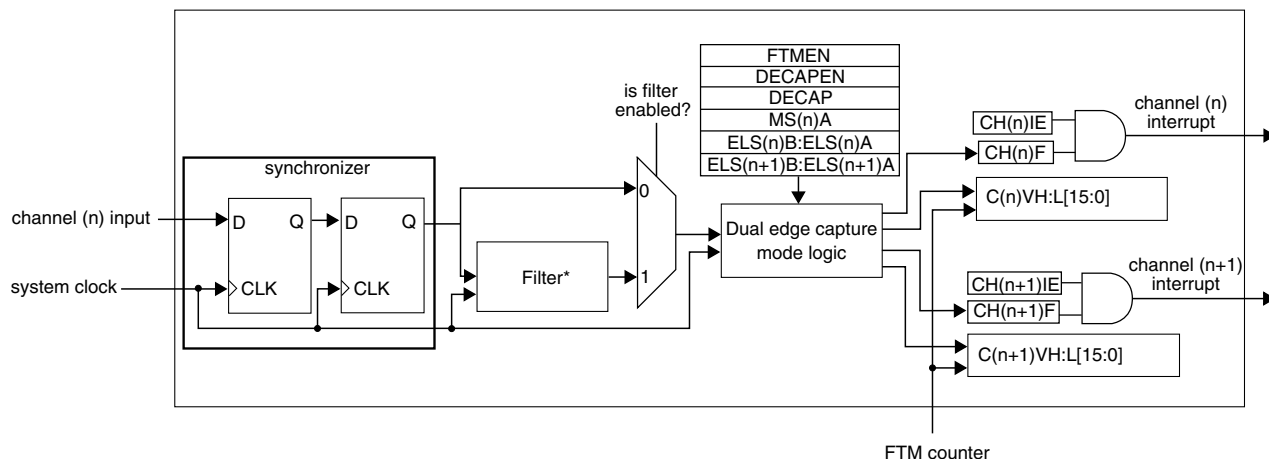 FTMEN
DECAPEN
DECAP
MS(n)A
ELS(n)B:ELS(n)A
ELS(n+1)B:ELS(n+1)A
is filter
enabled?
synchronizer
channel (n) input
system clock
D
Q
CLK
D
Q
CLK
Filter*
0
1
Dual edge capture
mode logic
CH(n)IE
CH(n)F
channel (n)
interrupt
C(n)VH:L[15:0]
CH(n+1)IE
CH(n+1)F
channel (n+1)
interrupt
C(n+1)VH:L[15:0]
FTM counter